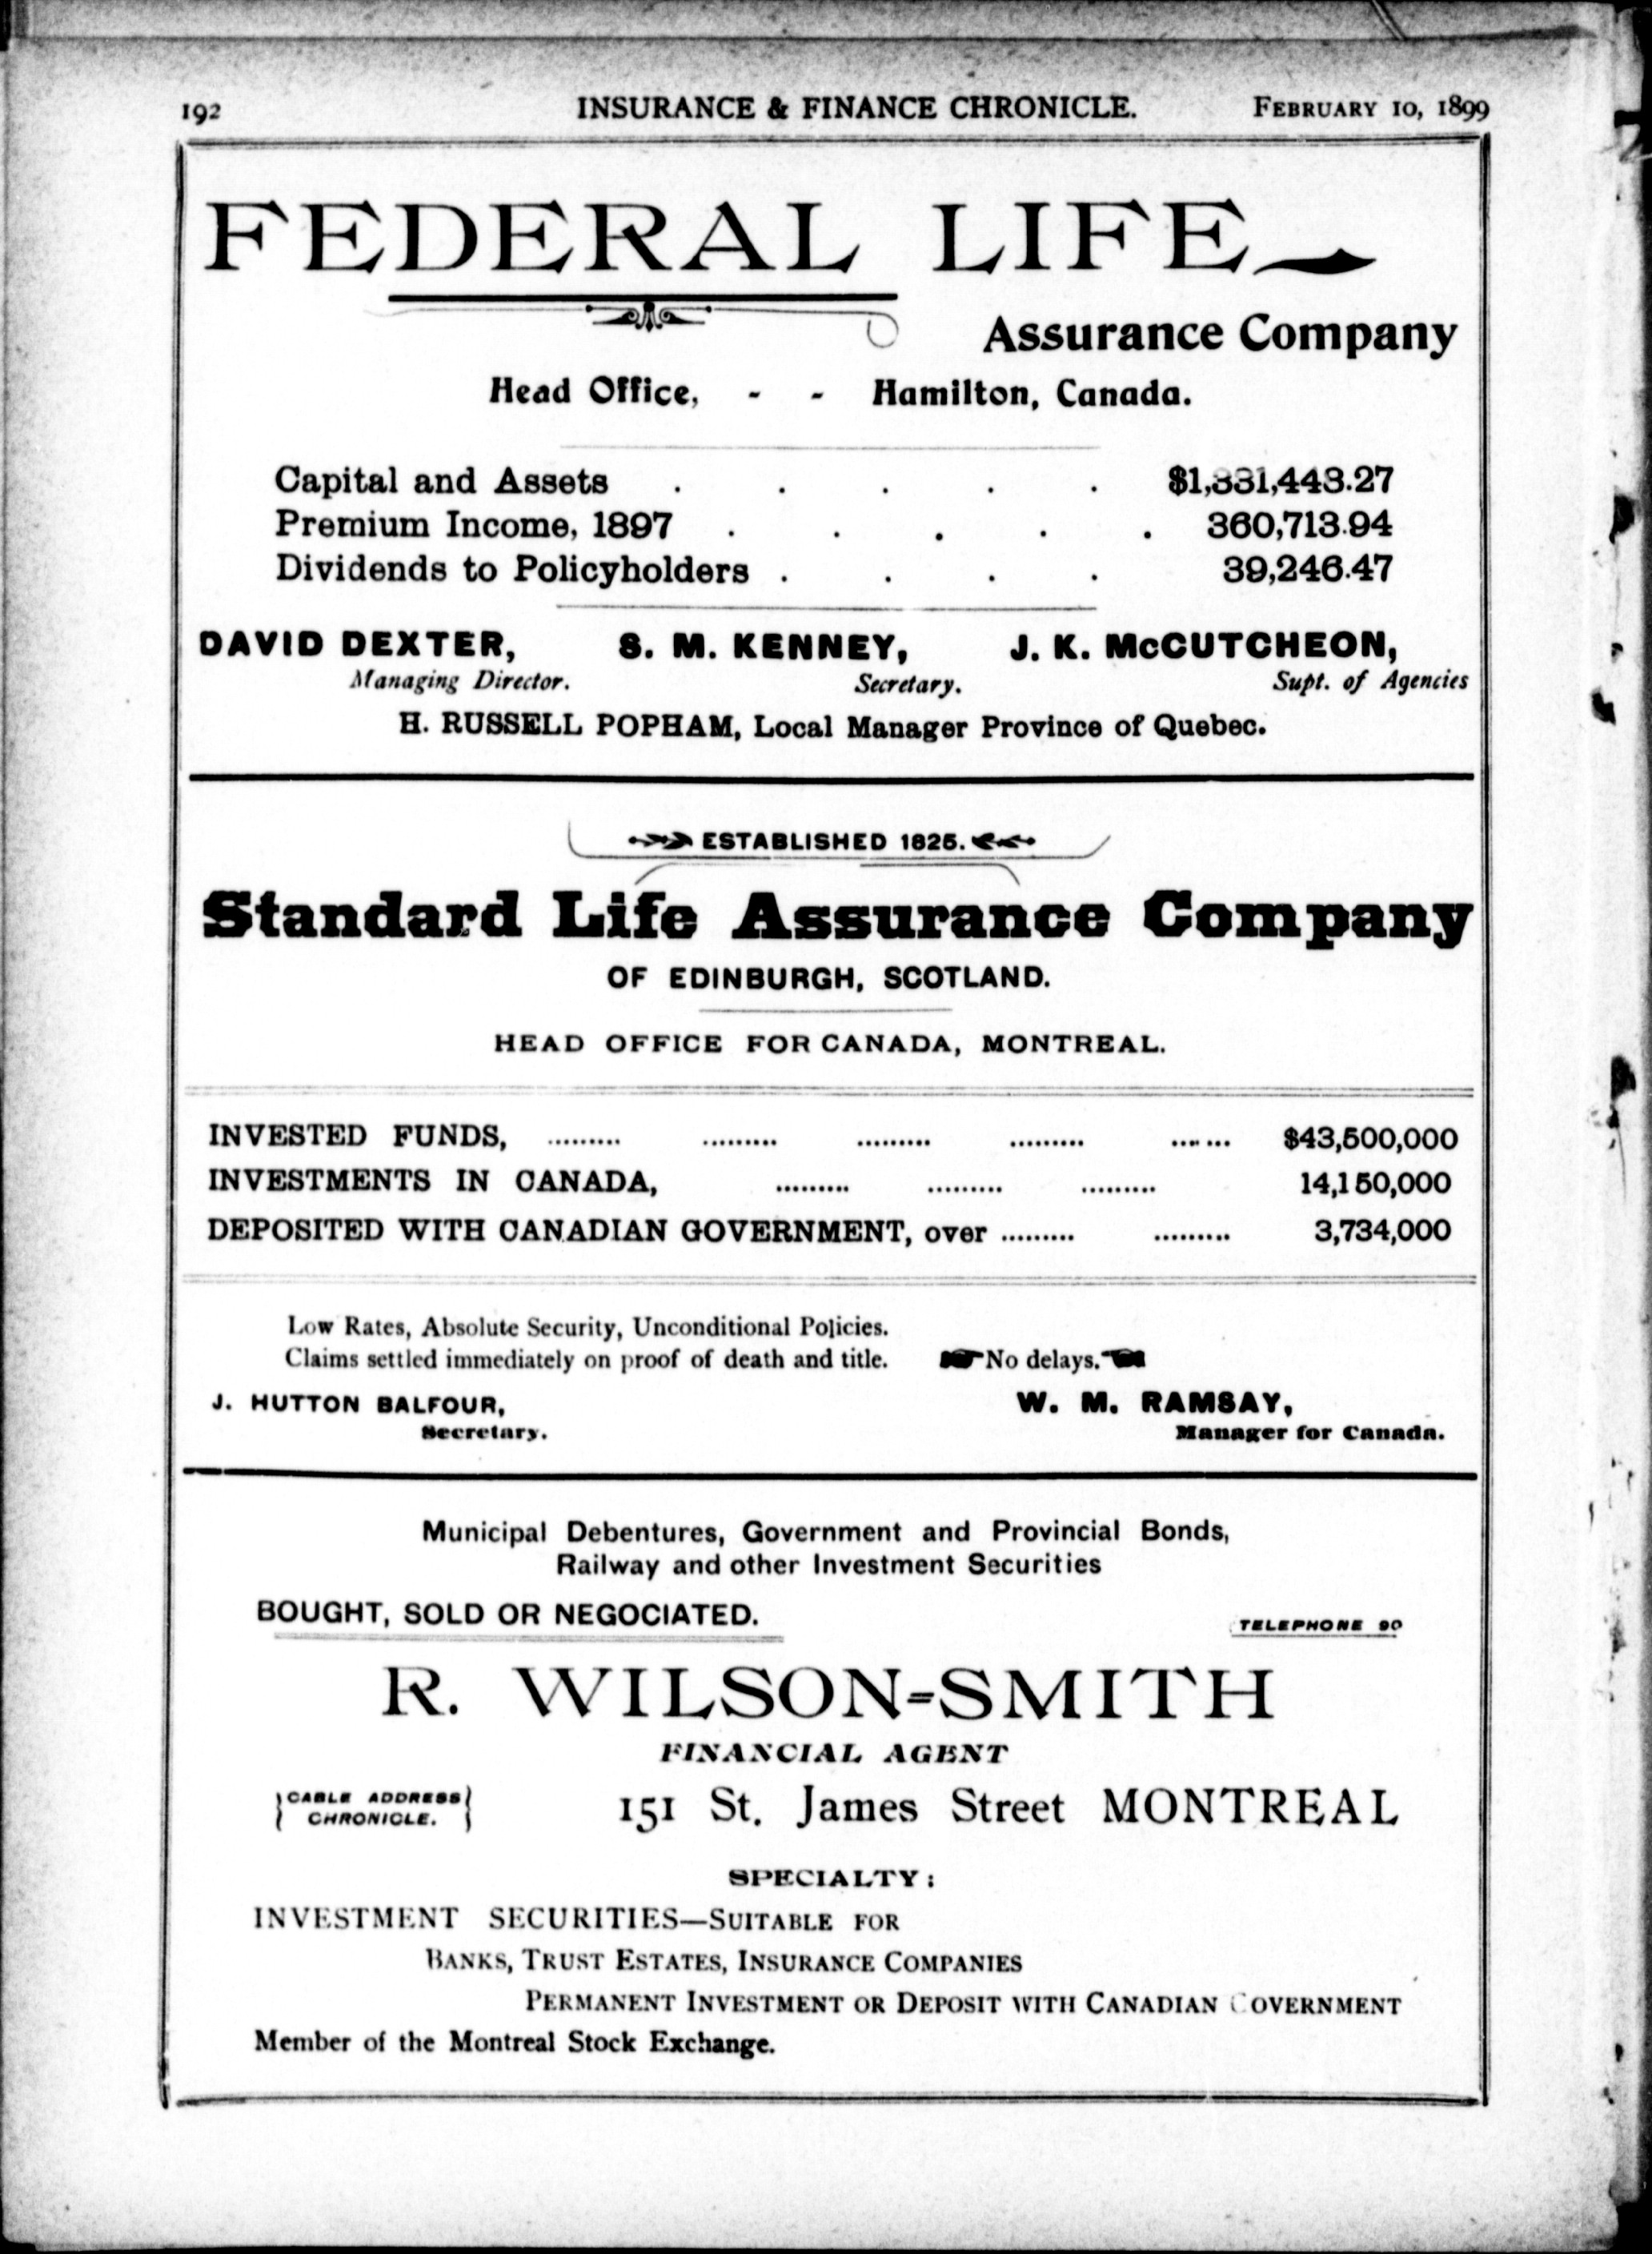 192 INSURANCE & FINANCE CHRONICLE. FEBRUARY 10, 1899
FEDERAL LIFE
Assurance Company
Head Office, - - Hamilton, Canada.
Capital and Assets . . . . . $1,331,443.27
Premium Income, 1897 . . . . . 360,713.94
Dividends to Policyholders . . . . 39,246.47
DAVID DEXTER, S. M. KENNEY, J. K. McCUTCHEON,
Managing Director. Secretary. Supt. of Agencies
H. RUSSELL POPHAM, Local Manager Province of Quebec.
ESTABLISHED 1825.
Standard Life Assurance Company
OF EDINBURGH, SCOTLAND.
HEAD OFFICE FOR CANADA, MONTREAL.
INVESTED FUNDS, ......... ......... ......... ......... ....... $43,500,000
INVESTMENTS IN CANADA, ......... ......... ......... 14,150,000
DEPOSITED WITH CANADIAN GOVERNMENT, over ......... ......... 3,734,000
Low Rates, Absolute Security, Unconditional Policies.
Claims settled immediately on proof of death and title. No delays.
J. HUTTON BALFOUR, W. M. RAMSAY,
Secretary. Manager for Canada.
Municipal Debentures, Government and Provincial Bonds,
Railway and other Investment Securities
BOUGHT, SOLD OR NEGOCIATED. TELEPHONE 90
R. WILSON-SMITH
FINANCIAL AGENT
CABLE ADDRESS
CHRONICLE. 151 St. James Street MONTREAL
SPECIALTY:
INVESTMENT SECURITIES—SUITABLE FOR
BANKS, TRUST ESTATES, INSURANCE COMPANIES
PERMANENT INVESTMENT OR DEPOSIT WITH CANADIAN GOVERNMENT
Member of the Montreal Stock Exchange.